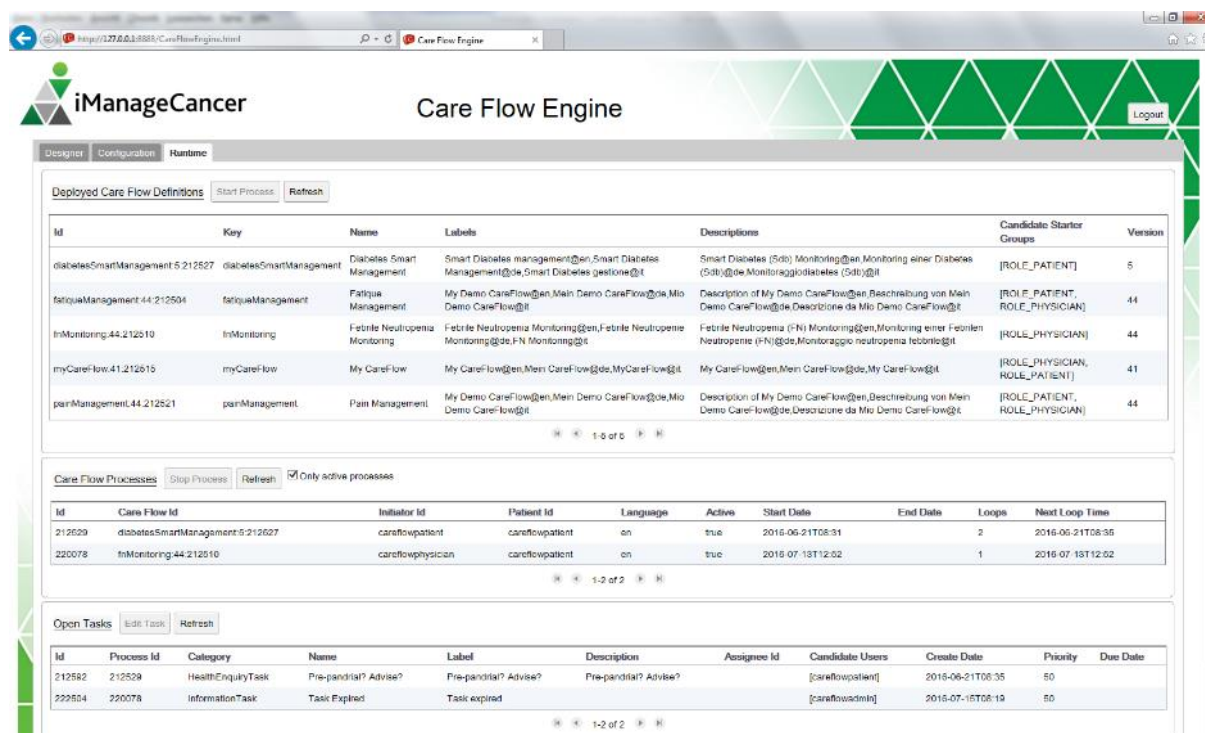 http://127.0.0.1:8888/CareFlowEngine.html
Care Flow Engine
iManageCancer
Care Flow Engine
Logout
Designer Configuration Runtime
Deployed Care Flow Definitions Start Process Refresh
Id Key Name Labels Descriptions Candidate Starter Groups Version
diabetesSmartManagement:5:212527 diabetesSmartManagement Diabetes Smart Management Smart Diabetes management@en,Smart Diabetes Management@de,Smart Diabetes gestione@it Smart Diabetes (Sdb) Monitoring@en,Monitoring einer Diabetes (Sdb)@de,Monitoraggiodiabetes (Sdb)@it [ROLE_PATIENT] 5
fatiqueManagement:44:212504 fatiqueManagement Fatique Management My Demo CareFlow@en,Mein Demo CareFlow@de,Mio Demo CareFlow@it Description of My Demo CareFlow@en,Beschreibung von Mein Demo CareFlow@de,Descrizione da Mio Demo CareFlow@it [ROLE_PATIENT, ROLE_PHYSICIAN] 44
fnMonitoring:44:212510 fnMonitoring Febrile Neutropenia Monitoring Febrile Neutropenia Monitoring@en,Febrile Neutropenie Monitoring@de,FN Monitoring@it Febrile Neutropenia (FN) Monitoring@en,Monitoring einer Febrilen Neutropenie (FN)@de,Monitoraggio neutropenia febbrile@it [ROLE_PHYSICIAN] 44
myCareFlow:41:212515 myCareFlow My CareFlow My CareFlow@en,Mein CareFlow@de,MyCareFlow@it My CareFlow@en,Mein CareFlow@de,My CareFlow@it [ROLE_PHYSICIAN, ROLE_PATIENT] 41
painManagement:44:212521 painManagement Pain Management My Demo CareFlow@en,Mein Demo CareFlow@de,Mio Demo CareFlow@it Description of My Demo CareFlow@en,Beschreibung von Mein Demo CareFlow@de,Descrizione da Mio Demo CareFlow@it [ROLE_PATIENT, ROLE_PHYSICIAN] 44
1-5 of 5
Care Flow Processes Stop Process Refresh Only active processes
Id Care Flow Id Initiator Id Patient Id Language Active Start Date End Date Loops Next Loop Time
212529 diabetesSmartManagement:5:212527 careflowpatient careflowpatient en true 2016-06-21T08:31 2 2016-06-21T08:35
220078 fnMonitoring:44:212510 careflowphysician careflowpatient en true 2016-07-13T12:52 1 2016-07-13T12:52
1-2 of 2
Open Tasks Edit Task Refresh
Id Process Id Category Name Label Description Assignee Id Candidate Users Create Date Priority Due Date
212592 212529 HealthEnquiryTask Pre-pandrial? Advise? Pre-pandrial? Advise? Pre-pandrial? Advise? [careflowpatient] 2016-06-21T08:35 50
222504 220078 InformationTask Task Expired Task expired [careflowadmin] 2016-07-15T08:19 50
1-2 of 2